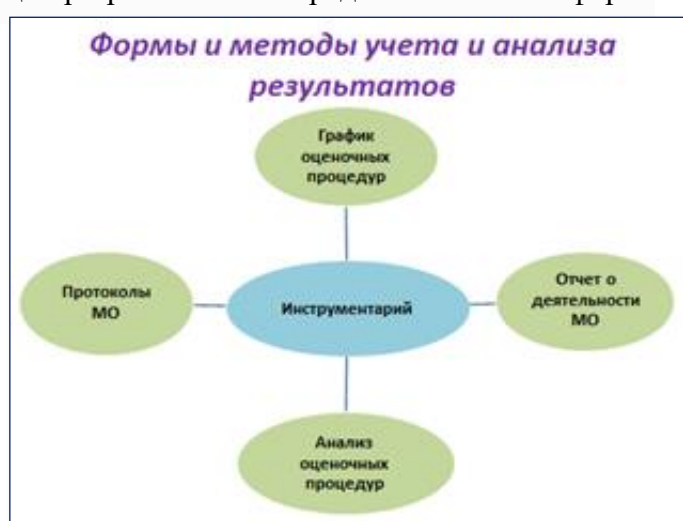 Формы и методы учета и анализа
результатов
График
оценочных
процедур
Протоколы
МО
Инструментарий
Отчет о
деятельности
МО
Анализ
оценочных
процедур